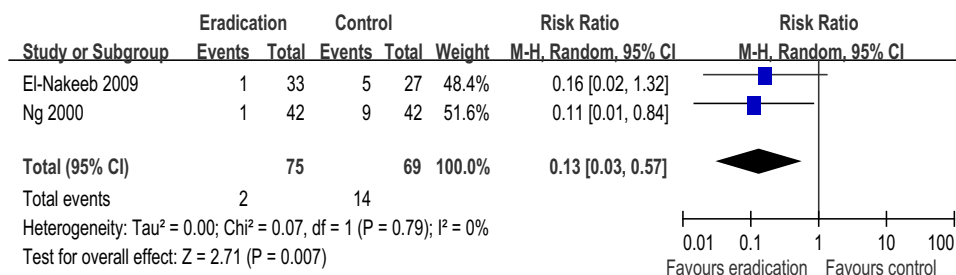 Eradication Control Risk Ratio Risk Ratio
Study or Subgroup Events Total Events Total Weight M-H, Random, 95% CI M-H, Random, 95% CI
El-Nakeeb 2009 1 33 5 27 48.4% 0.16 [0.02, 1.32]
Ng 2000 1 42 9 42 51.6% 0.11 [0.01, 0.84]
Total (95% CI) 75 69 100.0% 0.13 [0.03, 0.57]
Total events 2 14
Heterogeneity: Tau² = 0.00; Chi² = 0.07, df = 1 (P = 0.79); I² = 0%
Test for overall effect: Z = 2.71 (P = 0.007)
0.01 0.1 1 10 100
Favours eradication Favours control